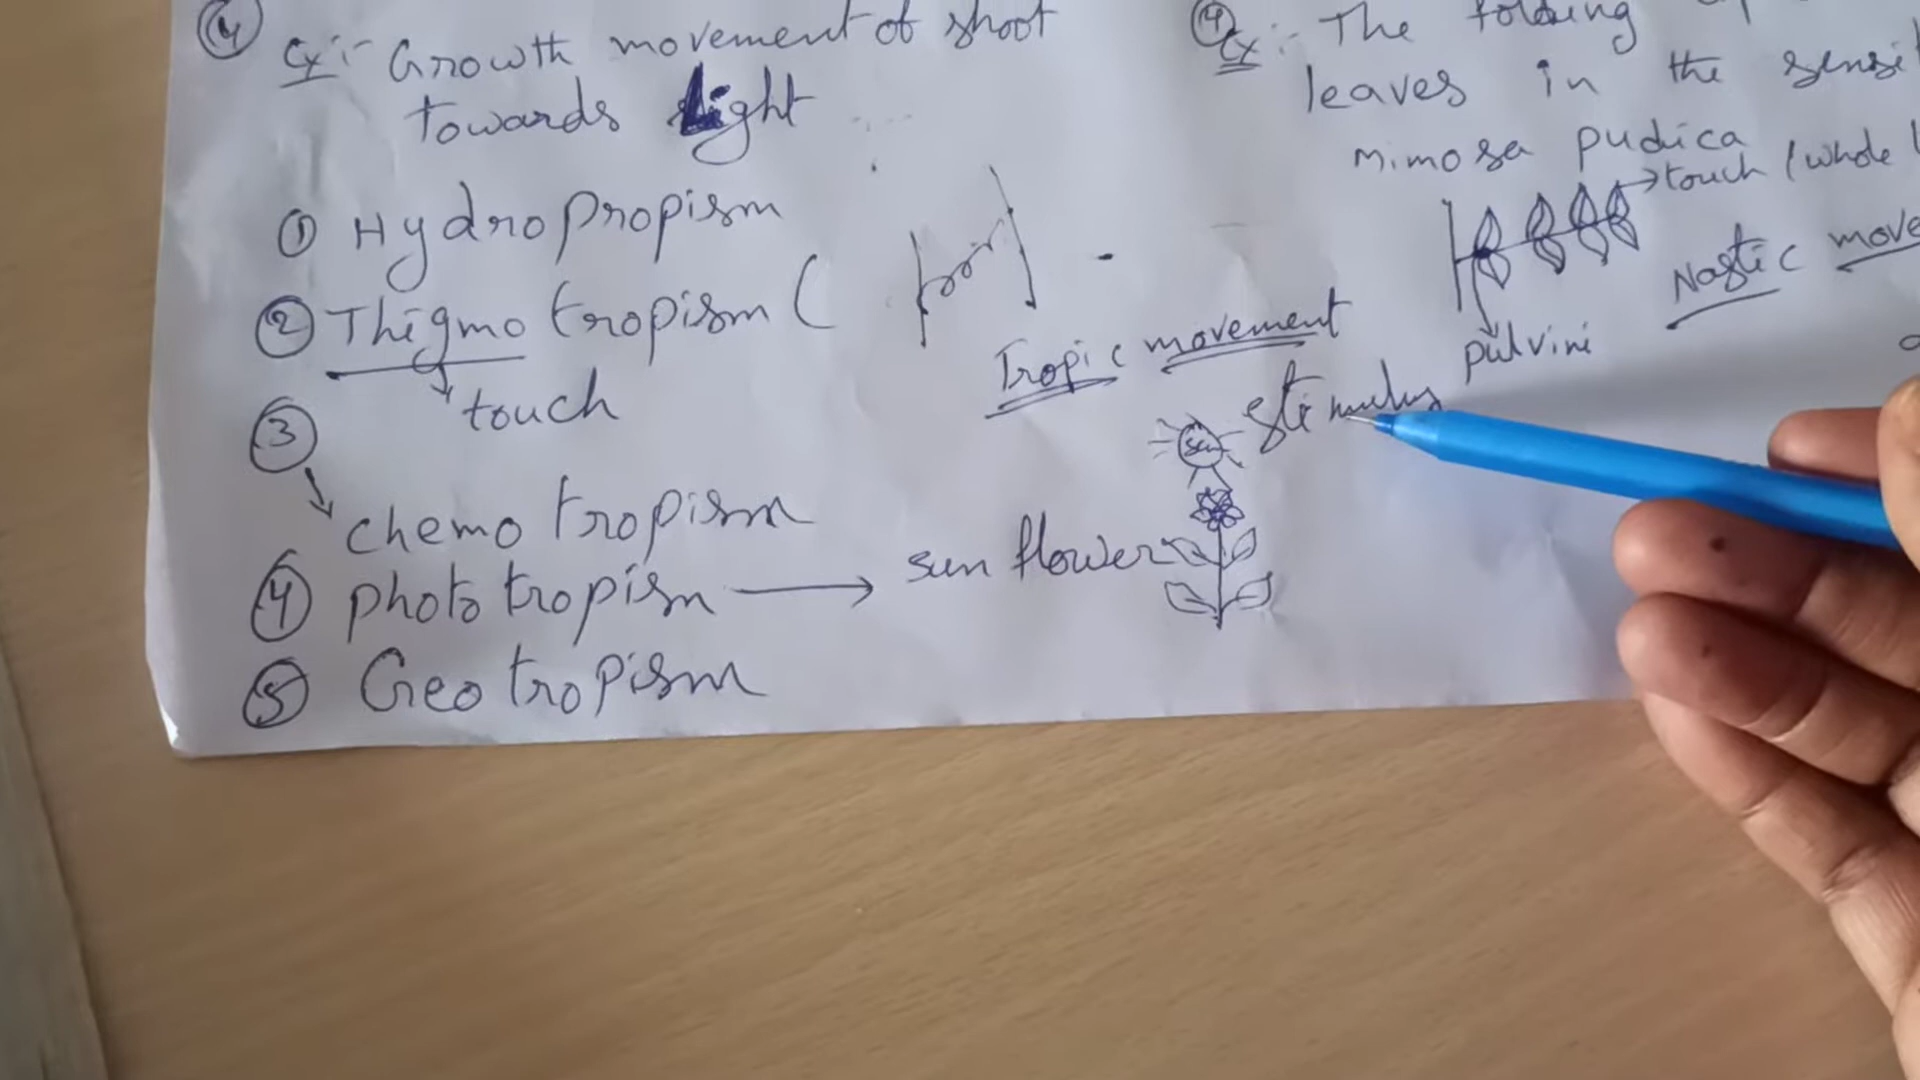 ④ Ex:- Growth movement of shoot
towards Light
① Hydropropism
② Thigmo tropism (
touch
③
chemo tropism
④ photo tropism → sun flower
⑤ Geo tropism
Tropic movement
Stimulus
sun
④ Ex:- The folding
leaves in the
Mimosa pudica
touch (whole
pulvini
Nastic